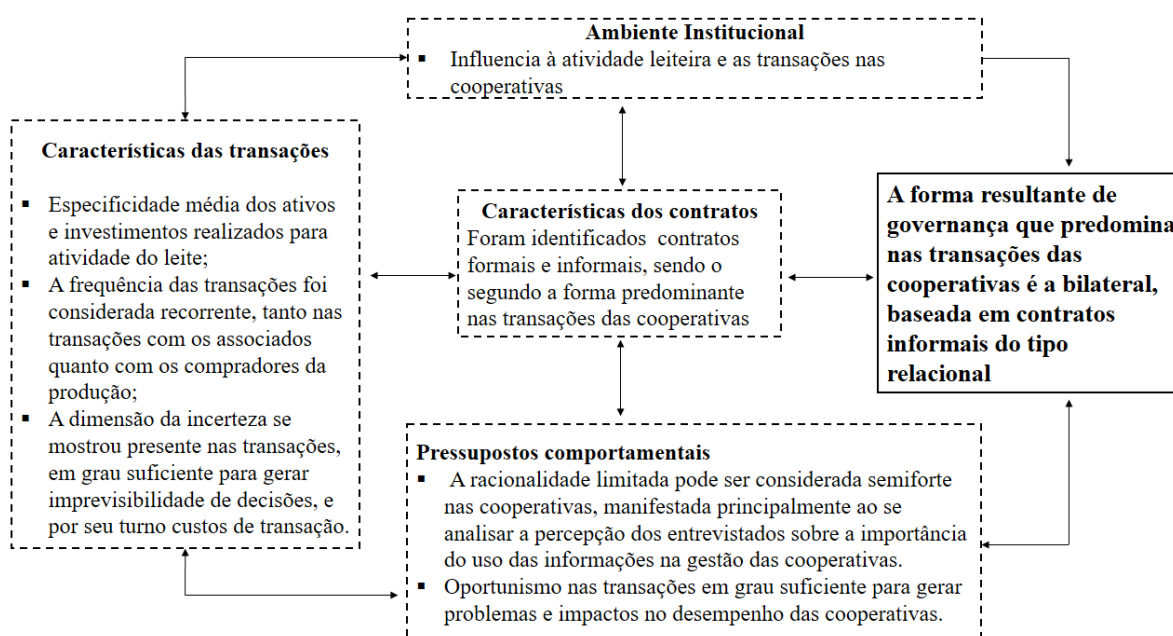 Ambiente Institucional
▪ Influencia à atividade leiteira e as transações nas
cooperativas
Características das transações
▪ Especificidade média dos ativos
e investimentos realizados para
atividade do leite;
▪ A frequência das transações foi
considerada recorrente, tanto nas
transações com os associados
quanto com os compradores da
produção;
▪ A dimensão da incerteza se
mostrou presente nas transações,
em grau suficiente para gerar
imprevisibilidade de decisões, e
por seu turno custos de transação.
Características dos contratos
Foram identificados contratos
formais e informais, sendo o
segundo a forma predominante
nas transações das cooperativas
A forma resultante de
governança que predomina
nas transações das
cooperativas é a bilateral,
baseada em contratos
informais do tipo
relacional
Pressupostos comportamentais
▪ A racionalidade limitada pode ser considerada semiforte
nas cooperativas, manifestada principalmente ao se
analisar a percepção dos entrevistados sobre a importância
do uso das informações na gestão das cooperativas.
▪ Oportunismo nas transações em grau suficiente para gerar
problemas e impactos no desempenho das cooperativas.